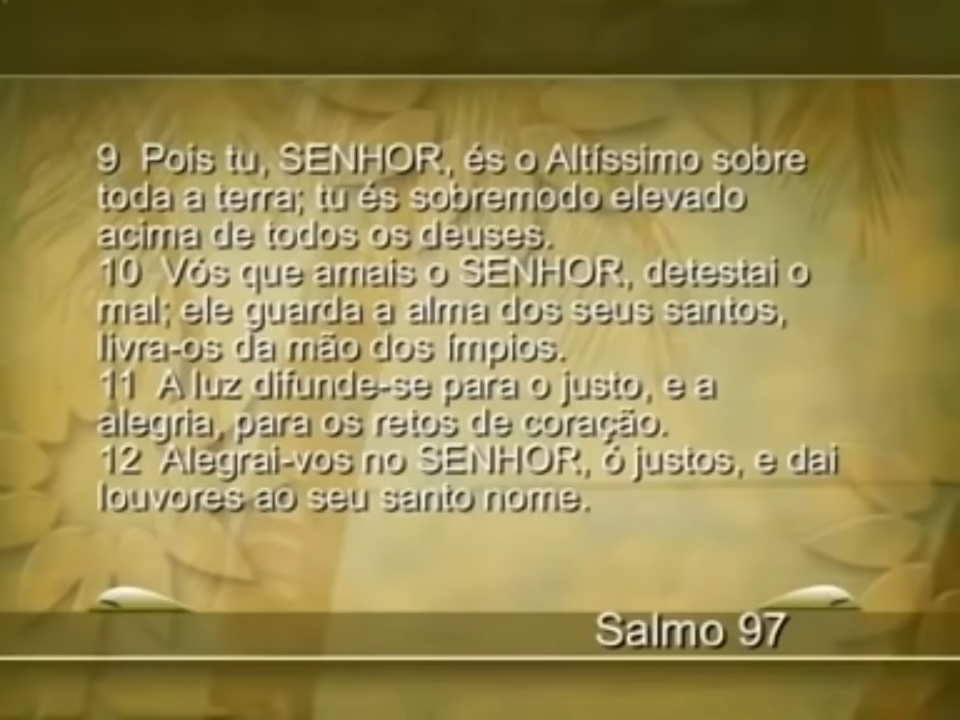 9 Pois tu, SENHOR, és o Altíssimo sobre
toda a terra; tu és sobremodo elevado
acima de todos os deuses.
10 Vós que amais o SENHOR, detestai o
mal; ele guarda a alma dos seus santos,
livra-os da mão dos ímpios.
11 A luz difunde-se para o justo, e a
alegria, para os retos de coração.
12 Alegrai-vos no SENHOR, ó justos, e dai
louvores ao seu santo nome.
Salmo 97